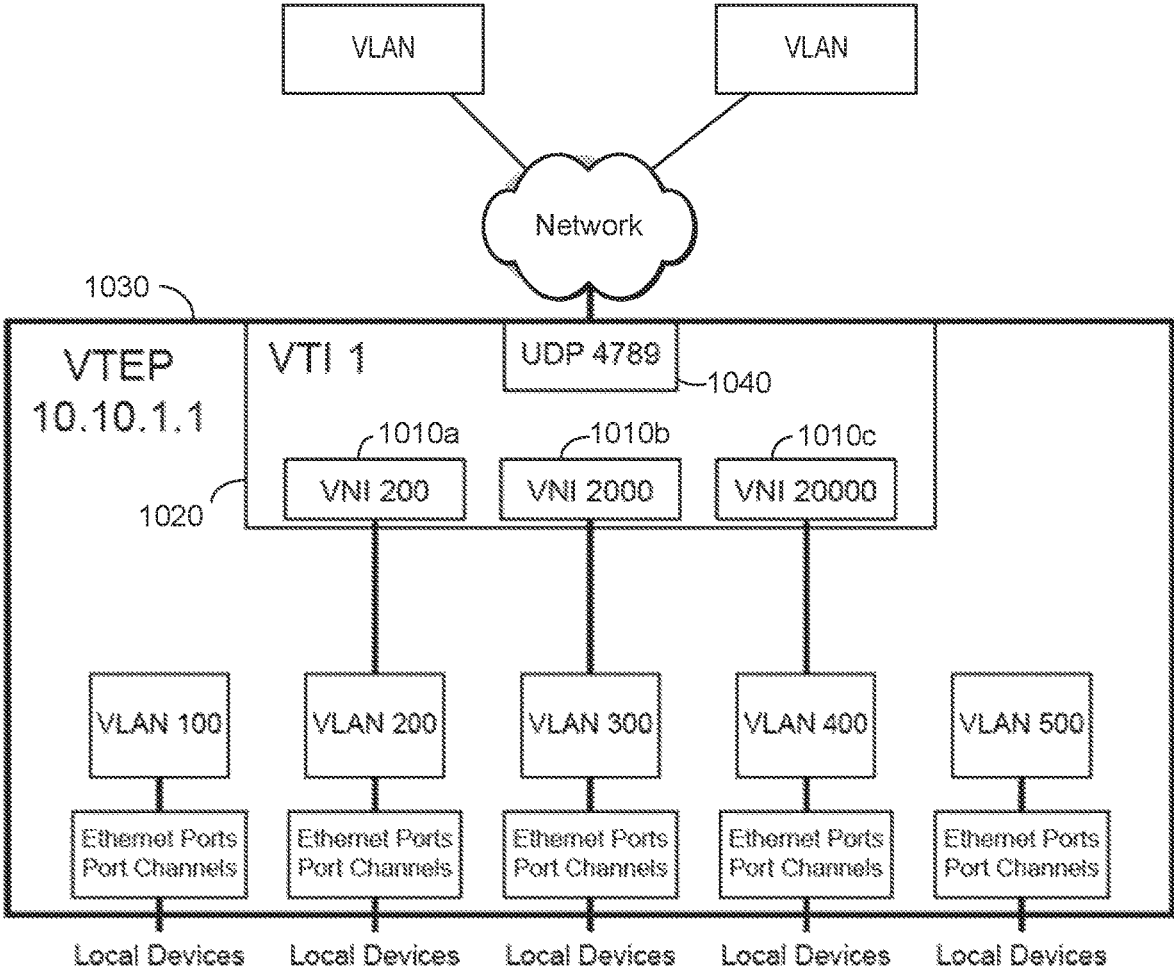 VLAN
VLAN
Network
1030
VTEP
10.10.1.1
VTI 1
UDP 4789
1040
1010a
1010b
1010c
VNI 200
VNI 2000
VNI 20000
1020
VLAN 100
VLAN 200
VLAN 300
VLAN 400
VLAN 500
Ethernet Ports
Port Channels
Ethernet Ports
Port Channels
Ethernet Ports
Port Channels
Ethernet Ports
Port Channels
Ethernet Ports
Port Channels
Local Devices
Local Devices
Local Devices
Local Devices
Local Devices